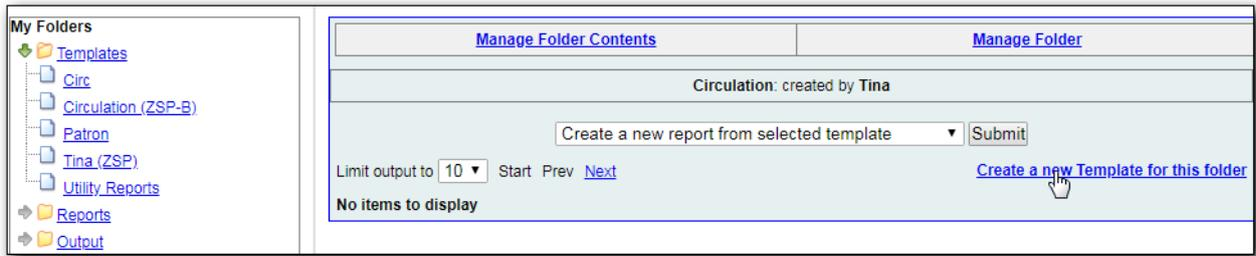 My Folders
Templates
Circ
Circulation (ZSP-B)
Patron
Tina (ZSP)
Utility Reports
Reports
Output
Manage Folder Contents Manage Folder
Circulation: created by Tina
Create a new report from selected template Submit
Limit output to 10 Start Prev Next Create a new Template for this folder
No items to display